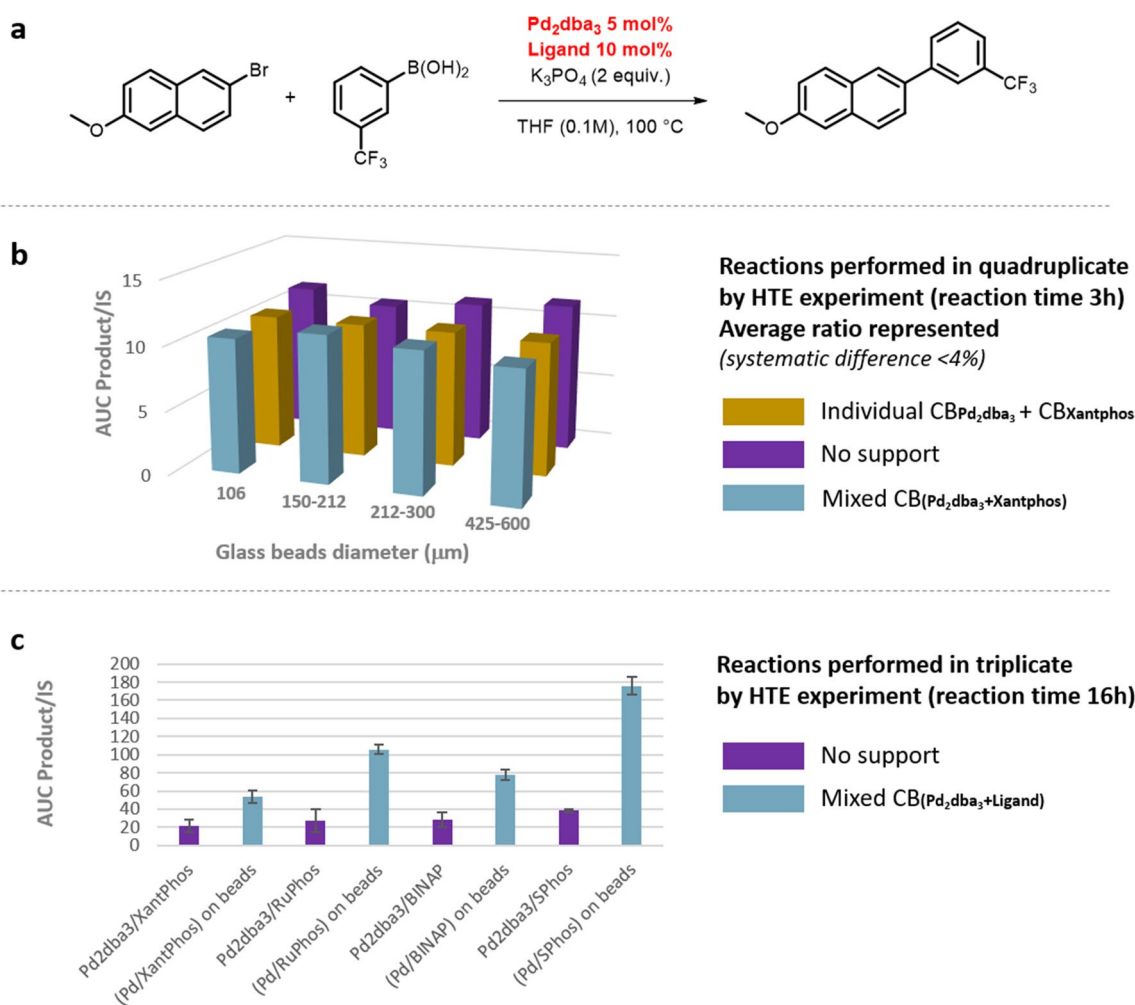 a
Pd₂dba₃ 5 mol%
Ligand 10 mol%
K₃PO₄ (2 equiv.)
THF (0.1M), 100 °C
Br
O
+
B(OH)₂
CF₃
O
CF₃
b
AUC Product/IS
15
10
5
0
106
150-212
212-300
425-600
Glass beads diameter (μm)
Reactions performed in quadruplicate
by HTE experiment (reaction time 3h)
Average ratio represented
(systematic difference <4%)
Individual CBPd₂dba₃ + CBXantphos
No support
Mixed CB(Pd₂dba₃+Xantphos)
c
AUC Product/IS
200
180
160
140
120
100
80
60
40
20
0
Pd2dba3/XantPhos
(Pd/XantPhos) on beads
Pd2dba3/RuPhos
(Pd/RuPhos) on beads
Pd2dba3/BINAP
(Pd/BINAP) on beads
Pd2dba3/SPhos
(Pd/SPhos) on beads
Reactions performed in triplicate
by HTE experiment (reaction time 16h)
No support
Mixed CB(Pd₂dba₃+Ligand)